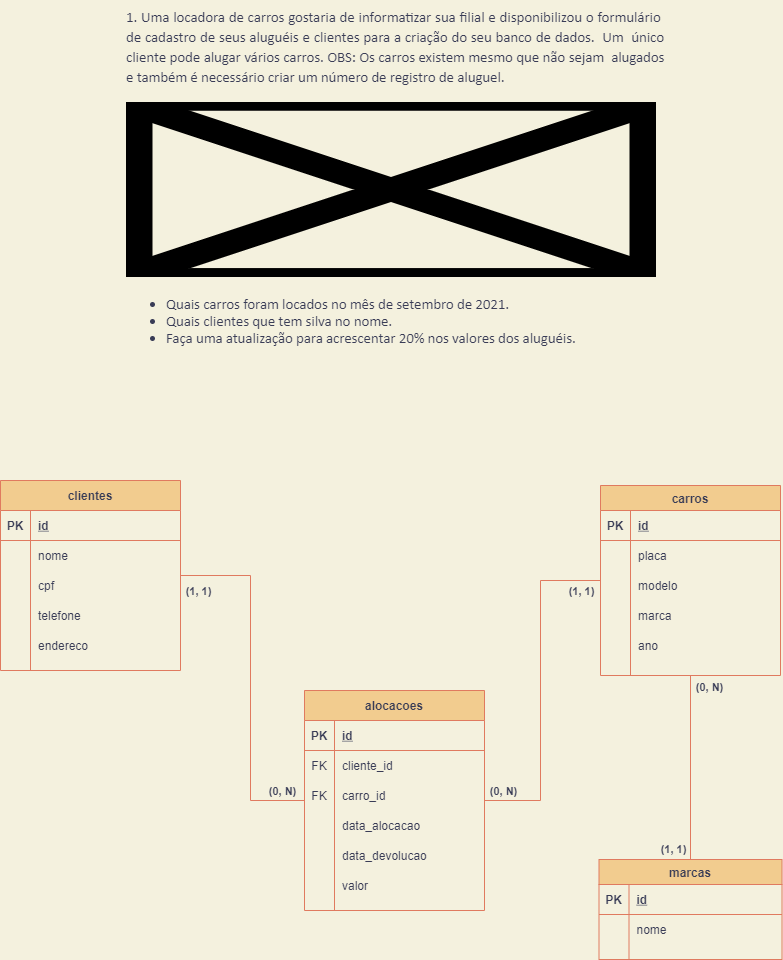 1. Uma locadora de carros gostaria de informatizar sua filial e disponibilizou o formulário
de cadastro de seus aluguéis e clientes para a criação do seu banco de dados. Um único
cliente pode alugar vários carros. OBS: Os carros existem mesmo que não sejam alugados
e também é necessário criar um número de registro de aluguel.
• Quais carros foram locados no mês de setembro de 2021.
• Quais clientes que tem silva no nome.
• Faça uma atualização para acrescentar 20% nos valores dos aluguéis.
clientes
PK id
nome
cpf
telefone
endereco
(1, 1)
carros
PK id
placa
modelo
marca
ano
(1, 1)
(0, N)
alocacoes
PK id
FK cliente_id
FK carro_id
data_alocacao
data_devolucao
valor
(0, N)
(0, N)
(1, 1)
marcas
PK id
nome